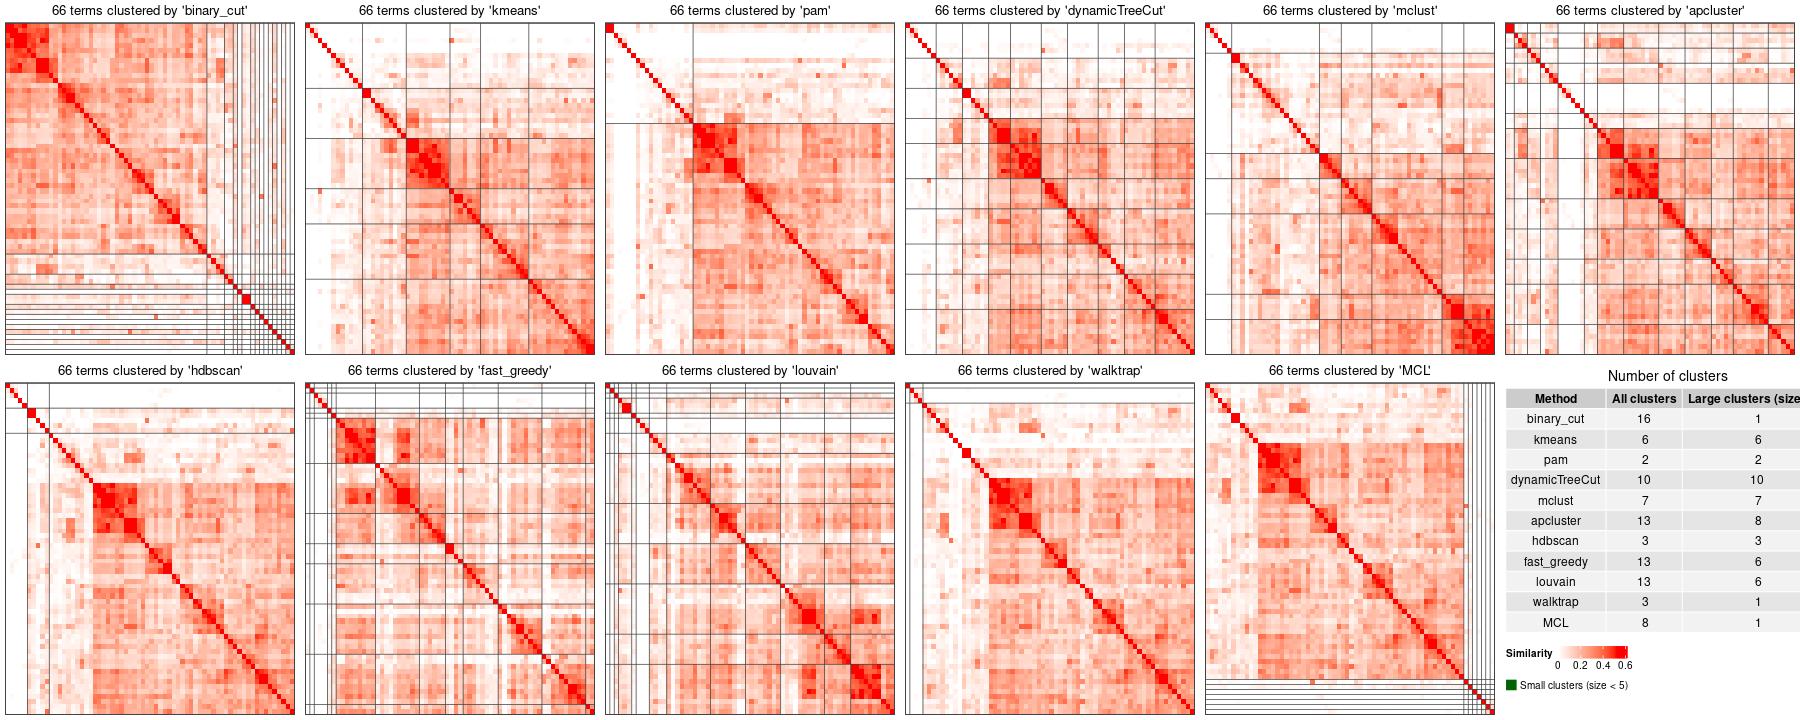 66 terms clustered by 'binary_cut'
66 terms clustered by 'kmeans'
66 terms clustered by 'pam'
66 terms clustered by 'dynamicTreeCut'
66 terms clustered by 'mclust'
66 terms clustered by 'apcluster'
66 terms clustered by 'hdbscan'
66 terms clustered by 'fast_greedy'
66 terms clustered by 'louvain'
66 terms clustered by 'walktrap'
66 terms clustered by 'MCL'
Number of clusters
Method All clusters Large clusters (size
binary_cut 16 1
kmeans 6 6
pam 2 2
dynamicTreeCut 10 10
mclust 7 7
apcluster 13 8
hdbscan 3 3
fast_greedy 13 6
louvain 13 6
walktrap 3 1
MCL 8 1
Similarity
0 0.2 0.4 0.6
Small clusters (size < 5)